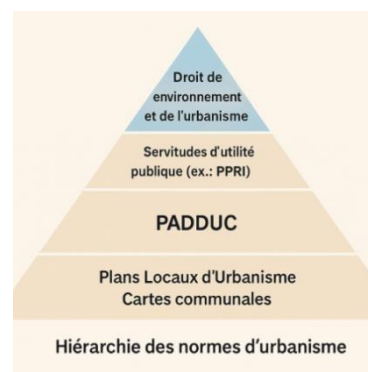 Droit de
environnement
et de l'urbanisme
Servitudes d'utilité
publique (ex.: PPRI)
PADDUC
Plans Locaux d'Urbanisme
Cartes communales
Hiérarchie des normes d'urbanisme